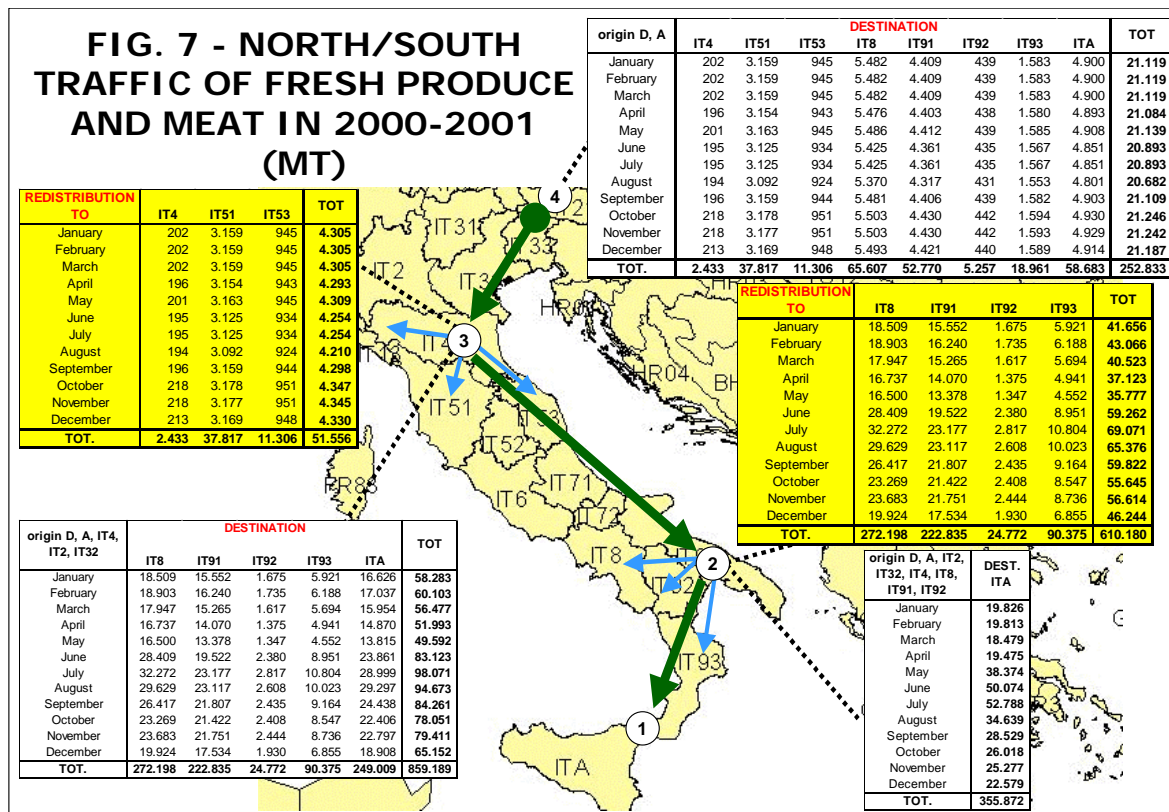 FIG. 7 - NORTH/SOUTH
TRAFFIC OF FRESH PRODUCE
AND MEAT IN 2000-2001
(MT)
origin D, A DESTINATION TOT
IT4 IT51 IT53 IT8 IT91 IT92 IT93 ITA
January 202 3.159 945 5.482 4.409 439 1.583 4.900 21.119
February 202 3.159 945 5.482 4.409 439 1.583 4.900 21.119
March 202 3.159 945 5.482 4.409 439 1.583 4.900 21.119
April 196 3.154 943 5.476 4.403 438 1.580 4.893 21.084
May 201 3.163 945 5.486 4.412 439 1.585 4.908 21.139
June 195 3.125 934 5.425 4.361 435 1.567 4.851 20.893
July 195 3.125 934 5.425 4.361 435 1.567 4.851 20.893
August 194 3.092 924 5.370 4.317 431 1.553 4.801 20.682
September 196 3.159 944 5.481 4.406 439 1.582 4.903 21.109
October 218 3.178 951 5.503 4.430 442 1.594 4.930 21.246
November 218 3.177 951 5.503 4.430 442 1.593 4.929 21.242
December 213 3.169 948 5.493 4.421 440 1.589 4.914 21.187
TOT. 2.433 37.817 11.306 65.607 52.770 5.257 18.961 58.683 252.833
REDISTRIBUTION
TO IT4 IT51 IT53 TOT
January 202 3.159 945 4.305
February 202 3.159 945 4.305
March 202 3.159 945 4.305
April 196 3.154 943 4.293
May 201 3.163 945 4.309
June 195 3.125 934 4.254
July 195 3.125 934 4.254
August 194 3.092 924 4.210
September 196 3.159 944 4.298
October 218 3.178 951 4.347
November 218 3.177 951 4.345
December 213 3.169 948 4.330
TOT. 2.433 37.817 11.306 51.556
4
IT31
IT33
IT2
3
HR04
IT51
IT53
IT52
IT71
IT6
IT72
IT8
2
IT93
1
ITA
REDISTRIBUTION
TO IT8 IT91 IT92 IT93 TOT
January 18.509 15.552 1.675 5.921 41.656
February 18.903 16.240 1.735 6.188 43.066
March 17.947 15.265 1.617 5.694 40.523
April 16.737 14.070 1.375 4.941 37.123
May 16.500 13.378 1.347 4.552 35.777
June 28.409 19.522 2.380 8.951 59.262
July 32.272 23.177 2.817 10.804 69.071
August 29.629 23.117 2.608 10.023 65.376
September 26.417 21.807 2.435 9.164 59.822
October 23.269 21.422 2.408 8.547 55.645
November 23.683 21.751 2.444 8.736 56.614
December 19.924 17.534 1.930 6.855 46.244
TOT. 272.198 222.835 24.772 90.375 610.180
origin D, A, IT4,
IT2, IT32 DESTINATION TOT
IT8 IT91 IT92 IT93 ITA
January 18.509 15.552 1.675 5.921 16.626 58.283
February 18.903 16.240 1.735 6.188 17.037 60.103
March 17.947 15.265 1.617 5.694 15.954 56.477
April 16.737 14.070 1.375 4.941 14.870 51.993
May 16.500 13.378 1.347 4.552 13.815 49.592
June 28.409 19.522 2.380 8.951 23.861 83.123
July 32.272 23.177 2.817 10.804 28.999 98.071
August 29.629 23.117 2.608 10.023 29.297 94.673
September 26.417 21.807 2.435 9.164 24.438 84.261
October 23.269 21.422 2.408 8.547 22.406 78.051
November 23.683 21.751 2.444 8.736 22.797 79.411
December 19.924 17.534 1.930 6.855 18.908 65.152
TOT. 272.198 222.835 24.772 90.375 249.009 859.189
origin D, A, IT2,
IT32, IT4, IT8,
IT91, IT92 DEST.
ITA
January 19.826
February 19.813
March 18.479
April 19.475
May 38.374
June 50.074
July 52.788
August 34.639
September 28.529
October 26.018
November 25.277
December 22.579
TOT. 355.872